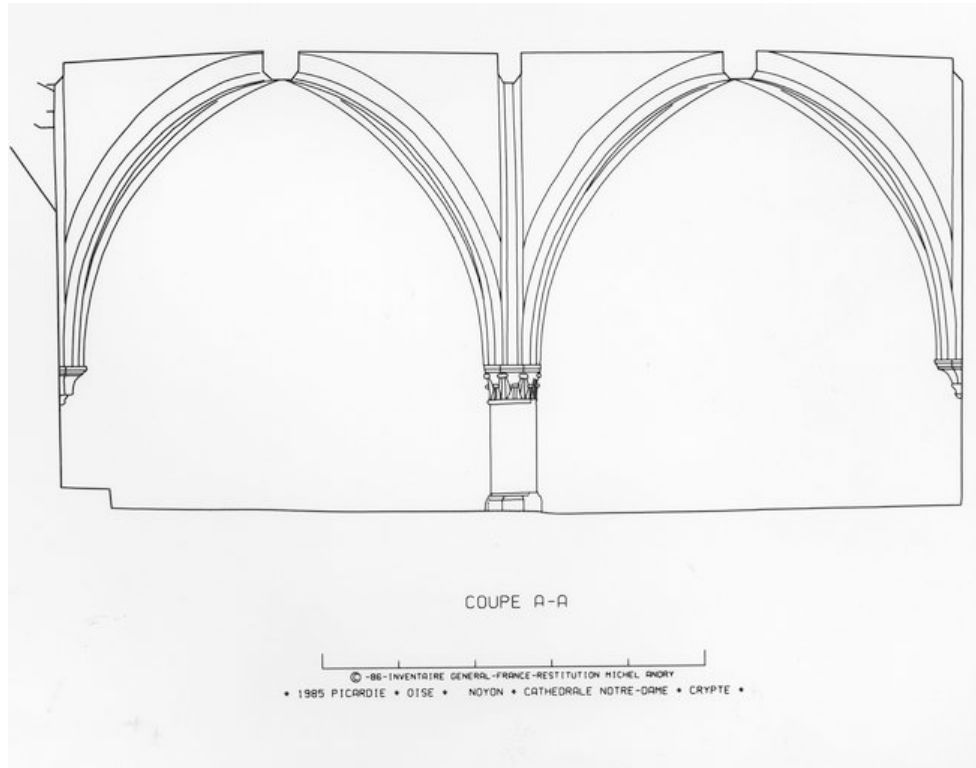 COUPE A-A
© -86-INVENTAIRE GENERAL-FRANCE-RESTITUTION MICHEL ANDRY
* 1985 PICARDIE * OISE * NOYON * CATHEDRALE NOTRE-DAME * CRYPTE *